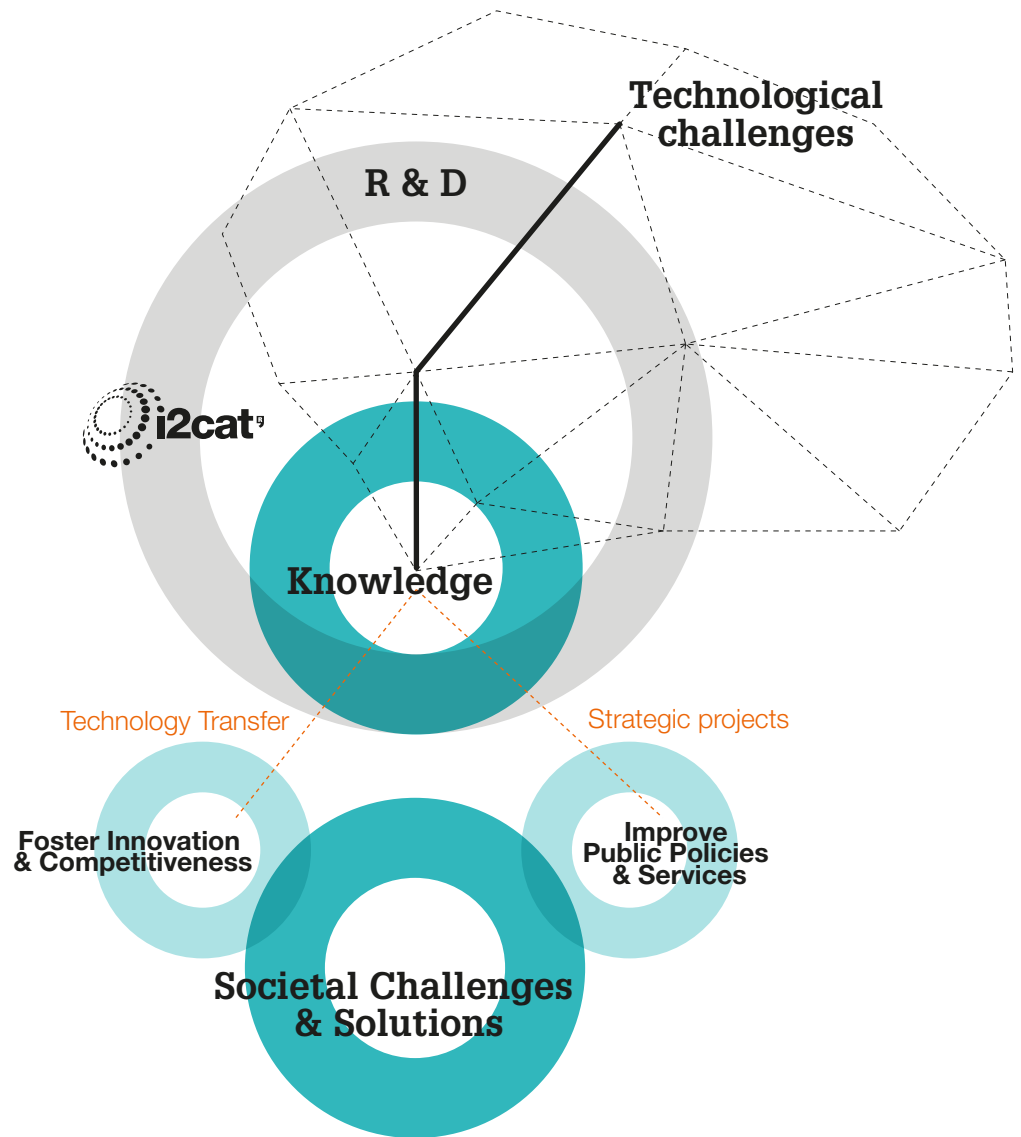 Technological
challenges
R & D
i2cat
Knowledge
Technology Transfer
Strategic projects
Foster Innovation
& Competitiveness
Improve
Public Policies
& Services
Societal Challenges
& Solutions